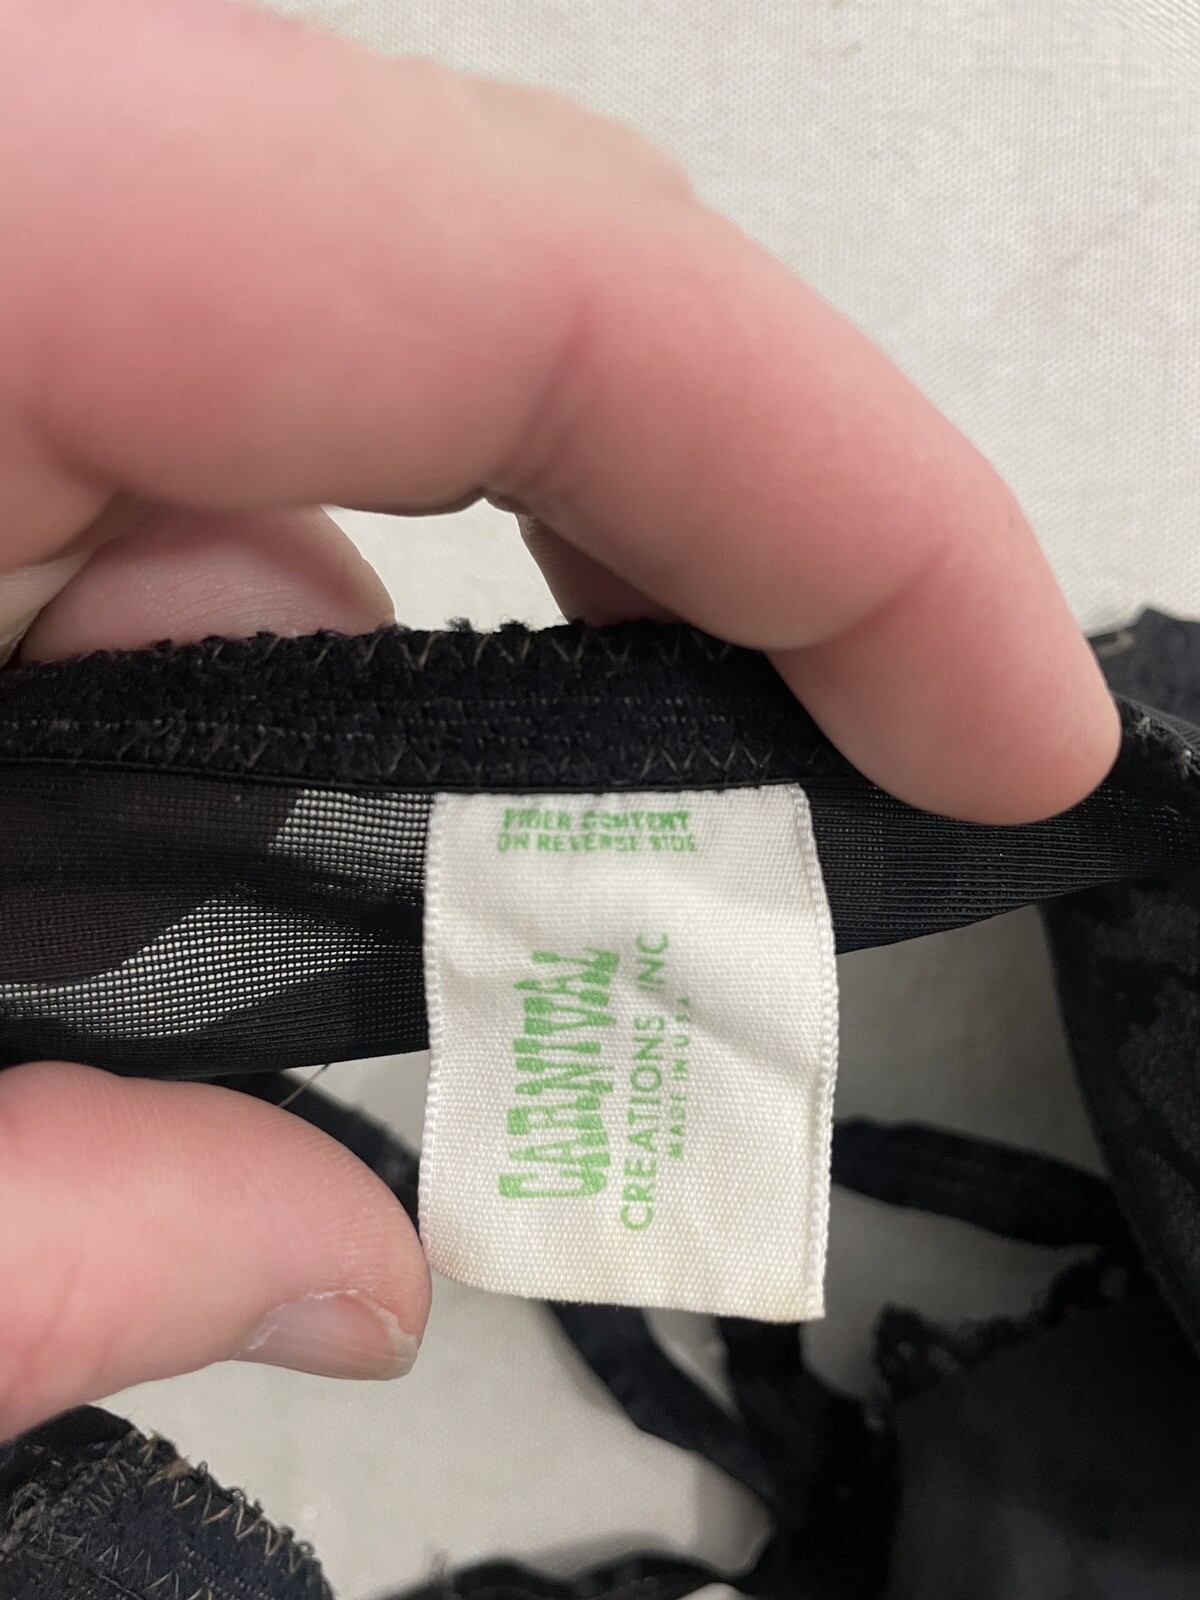 FIBER CONTENT
ON REVERSE SIDE
CARNIVAL
CREATIONS INC
MADE IN U.S.A